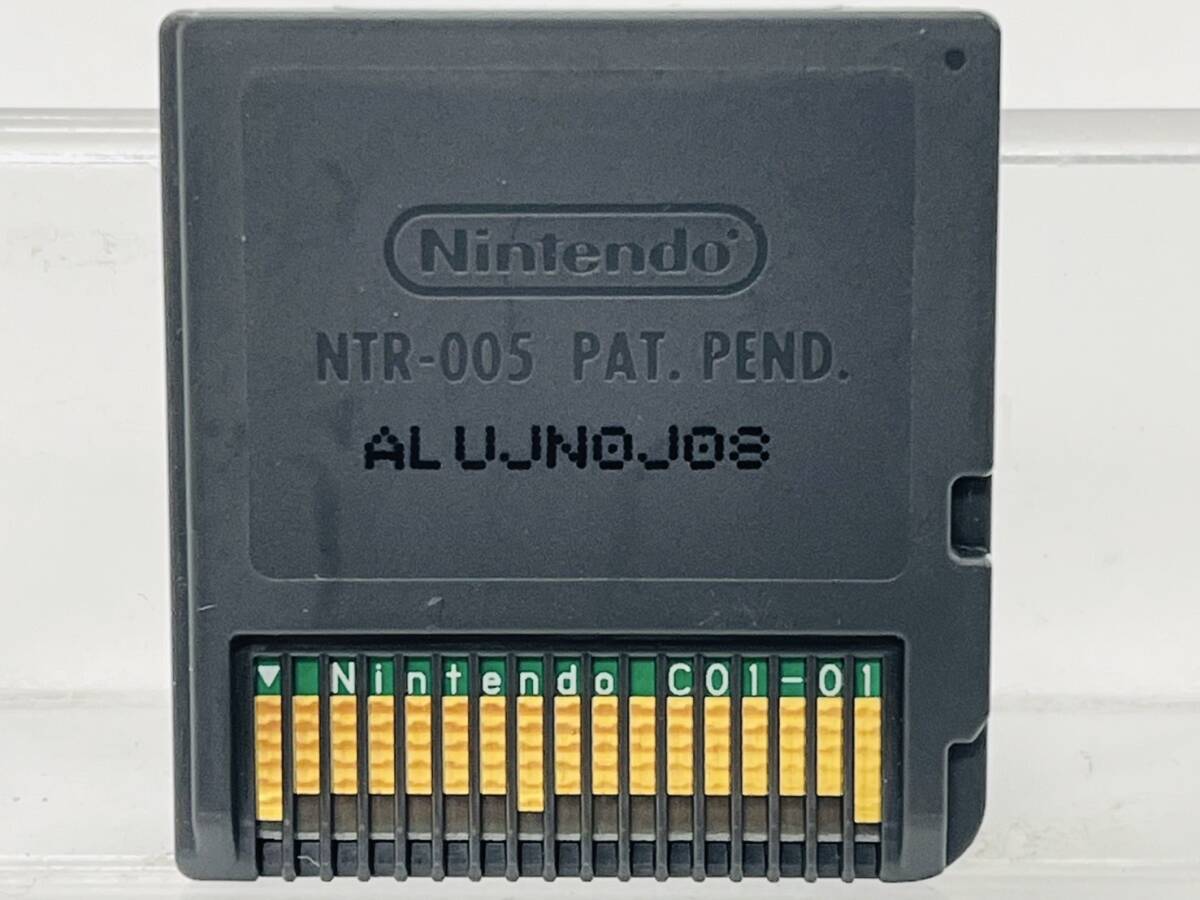 Nintendo
NTR-005 PAT. PEND.
ALUJN0J08
▼ Nintendo C01-01